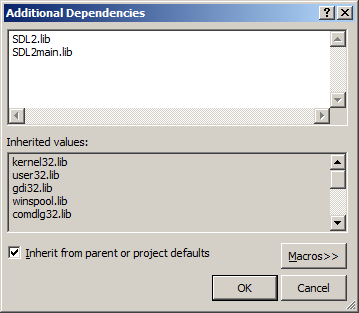 Additional Dependencies
SDL2.lib
SDL2main.lib
Inherited values:
kernel32.lib
user32.lib
gdi32.lib
winspool.lib
comdlg32.lib
Inherit from parent or project defaults
Macros>>
OK
Cancel